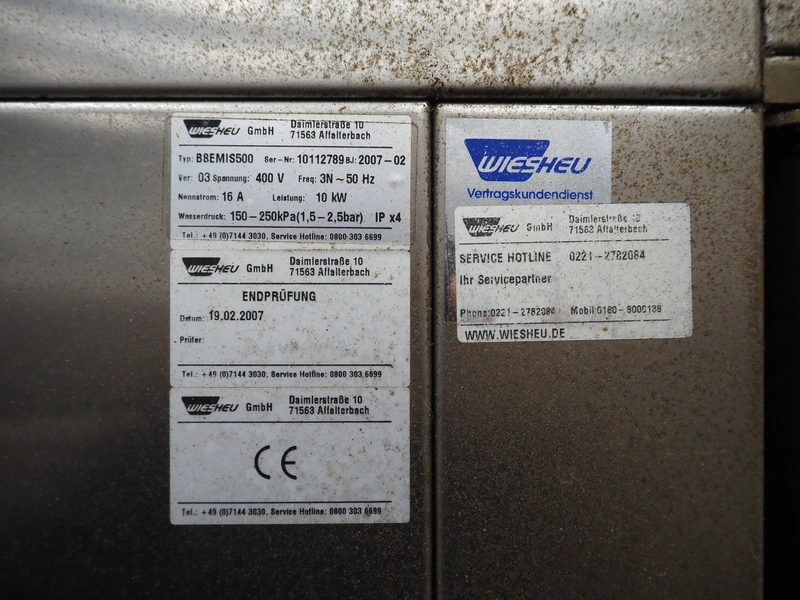 WIESHEU GmbH Daimlerstraße 10
71563 Affalterbach
Typ: B8EMIS500 Ser-Nr: 10112789 BJ: 2007-02
Ver: 03 Spannung: 400 V Freq: 3N~50 Hz
Nennstrom: 16 A Leistung: 10 kW
Wasserdruck: 150-250kPa(1,5-2,5bar) IP x4
Tel.: +49 (0)7144 3030, Service Hotline: 0800 303 6699
WIESHEU GmbH Daimlerstraße 10
71563 Affalterbach
ENDPRÜFUNG
Datum: 19.02.2007
Prüfer:
Tel.: +49 (0)7144 3030, Service Hotline: 0800 303 6699
WIESHEU GmbH Daimlerstraße 10
71563 Affalterbach
CE
Tel.: +49 (0)7144 3030, Service Hotline: 0800 303 6699
WIESHEU
Vertragskundendienst
WIESHEU GmbH Daimlerstraße 10
71563 Affalterbach
SERVICE HOTLINE 0221-2782084
Ihr Servicepartner
Phone:0221-2782084 Mobil:
WWW.WIESHEU.DE